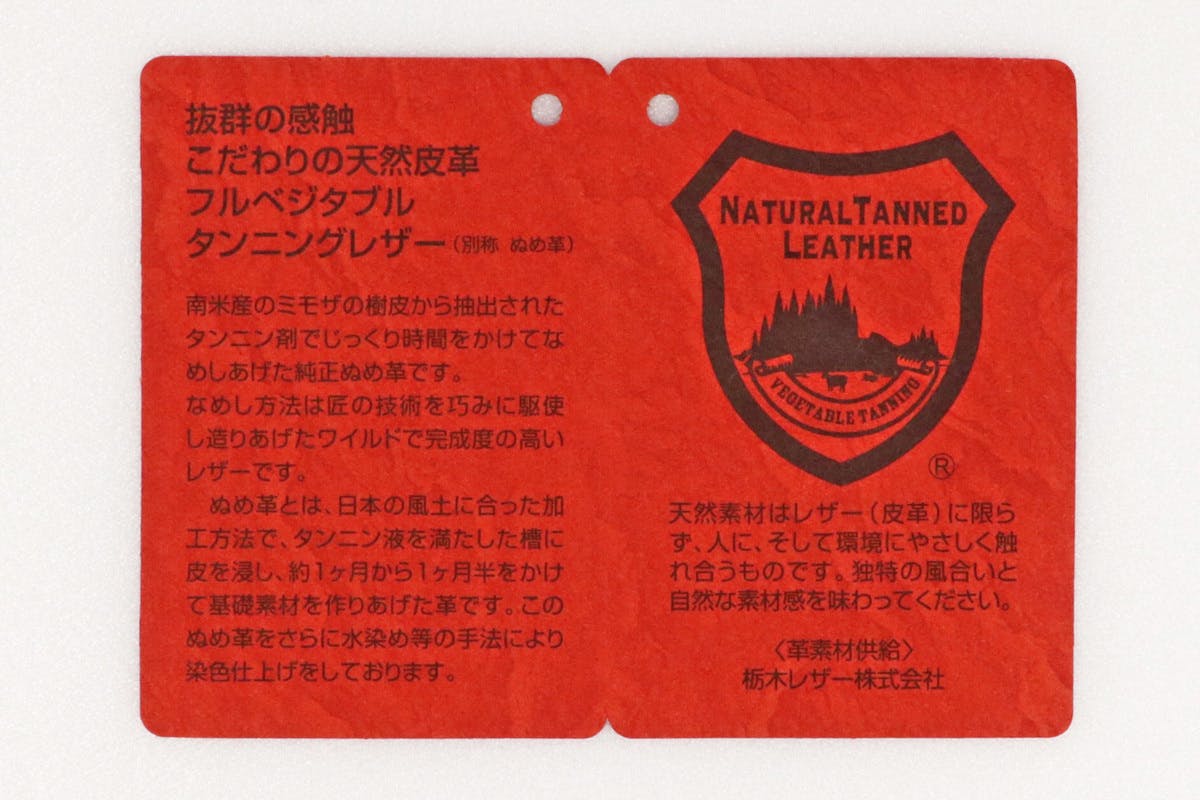 抜群の感触
こだわりの天然皮革
フルベジタブル
タンニングレザー（別称 ぬめ革）
南米産のミモザの樹皮から抽出された
タンニン剤でじっくり時間をかけてな
めしあげた純正ぬめ革です。
なめし方法は匠の技術を巧みに駆使
し造りあげたワイルドで完成度の高い
レザーです。
　ぬめ革とは、日本の風土に合った加
工方法で、タンニン液を満たした槽に
皮を浸し、約1ヶ月から1ヶ月半をかけ
て基礎素材を作りあげた革です。この
ぬめ革をさらに水染め等の手法により
染色仕上げをしております。
NATURAL TANNED
LEATHER
VEGETABLE TANNING
®
天然素材はレザー（皮革）に限ら
ず、人に、そして環境にやさしく触
れ合うものです。独特の風合いと
自然な素材感を味わってください。
〈革素材供給〉
栃木レザー株式会社